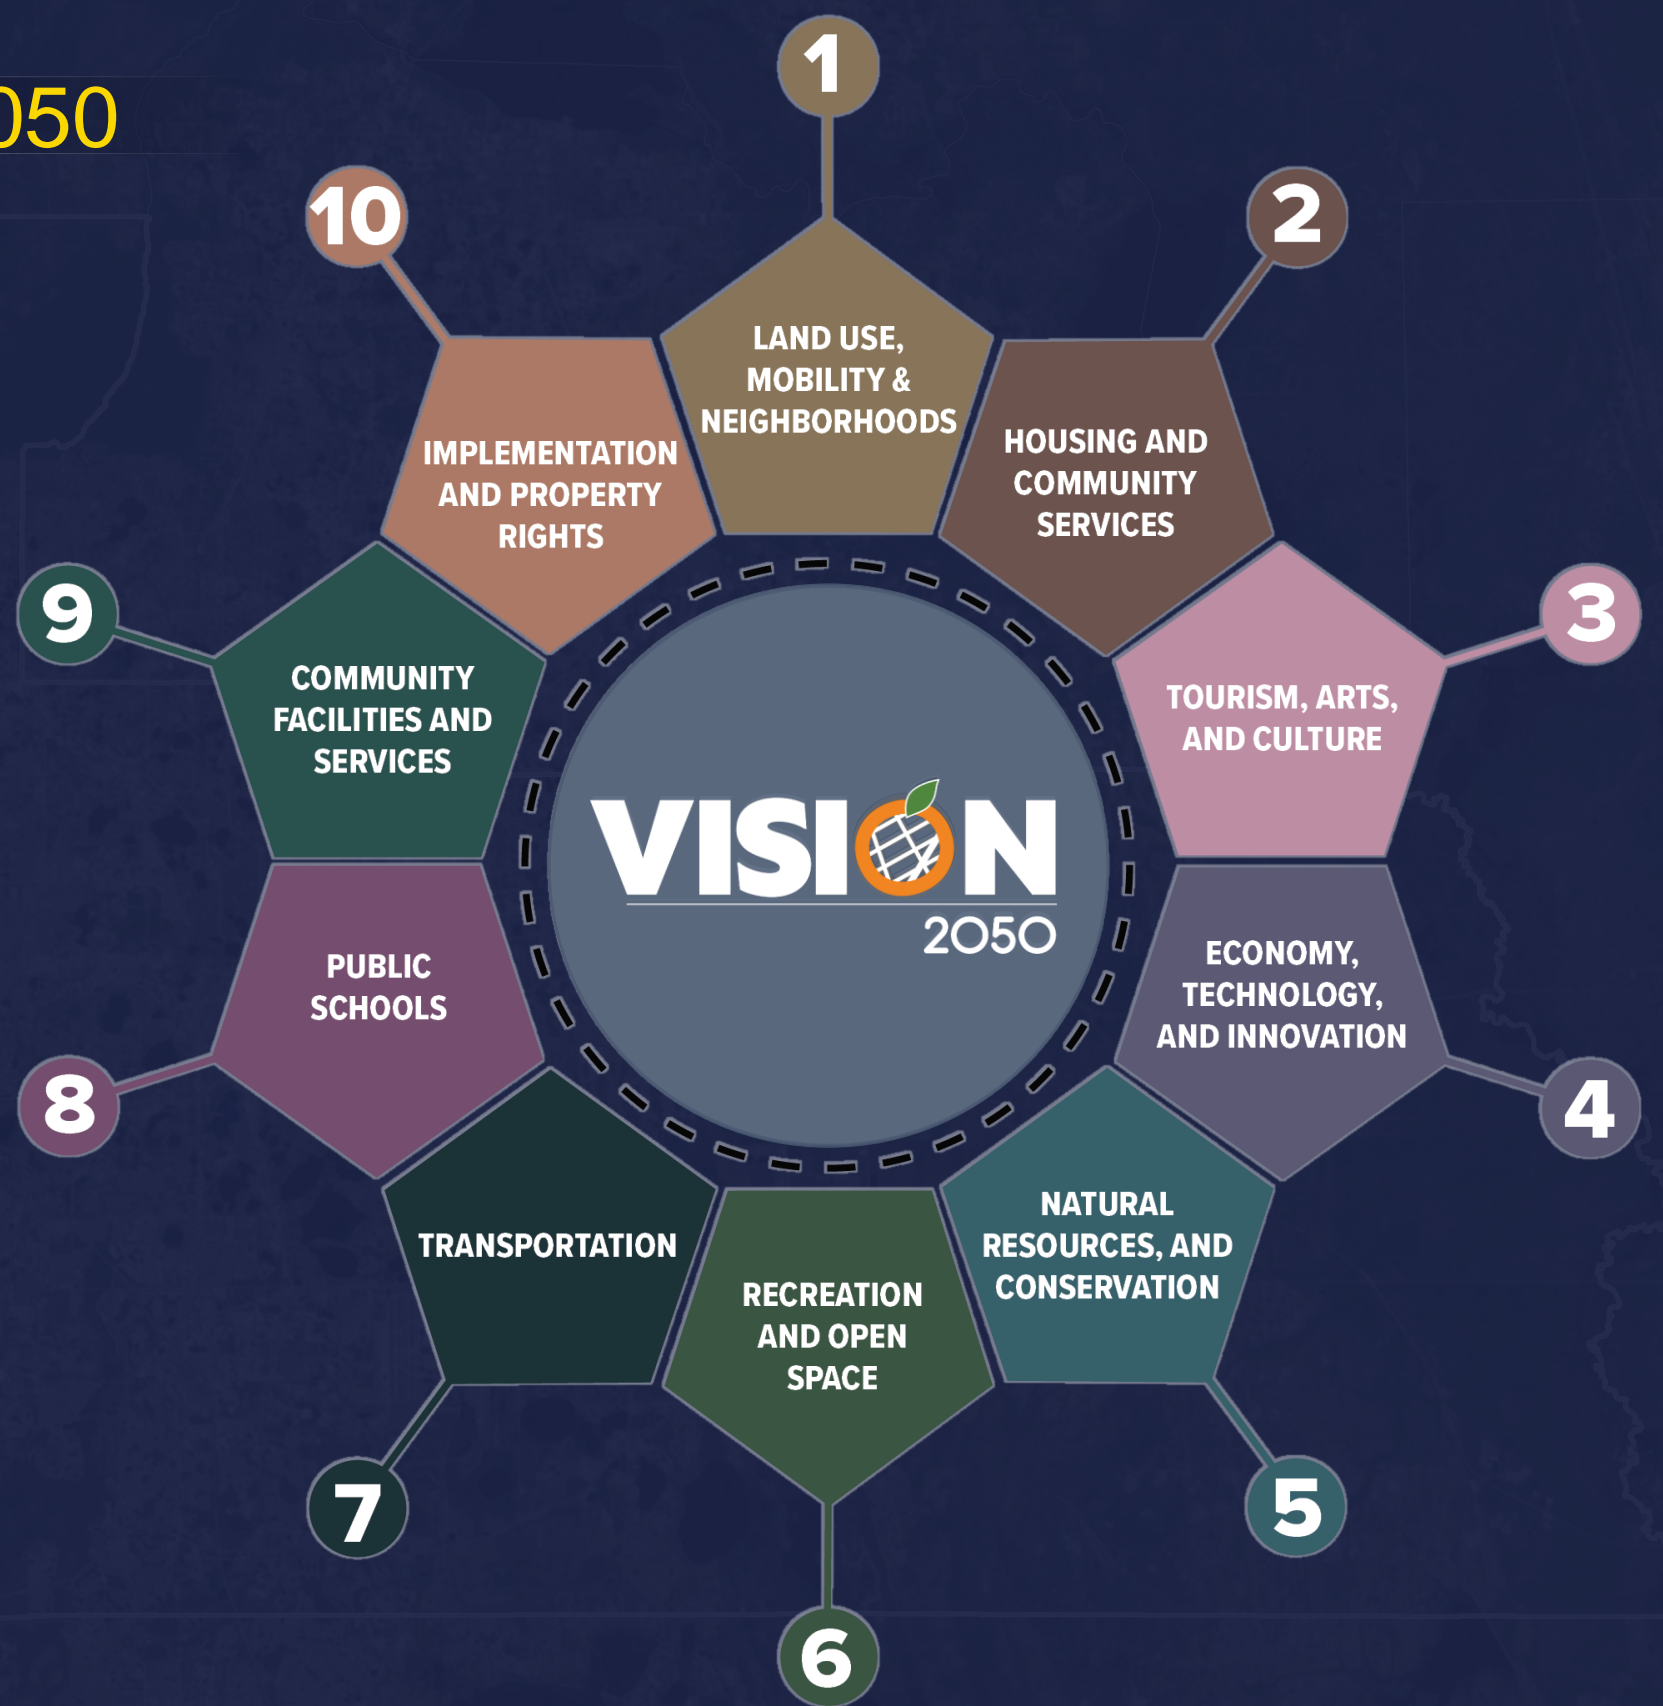 050
1
LAND USE,
MOBILITY &
NEIGHBORHOODS
2
HOUSING AND
COMMUNITY
SERVICES
3
TOURISM, ARTS,
AND CULTURE
4
ECONOMY,
TECHNOLOGY,
AND INNOVATION
5
NATURAL
RESOURCES, AND
CONSERVATION
6
RECREATION
AND OPEN
SPACE
7
TRANSPORTATION
8
PUBLIC
SCHOOLS
9
COMMUNITY
FACILITIES AND
SERVICES
10
IMPLEMENTATION
AND PROPERTY
RIGHTS
VISION
2050